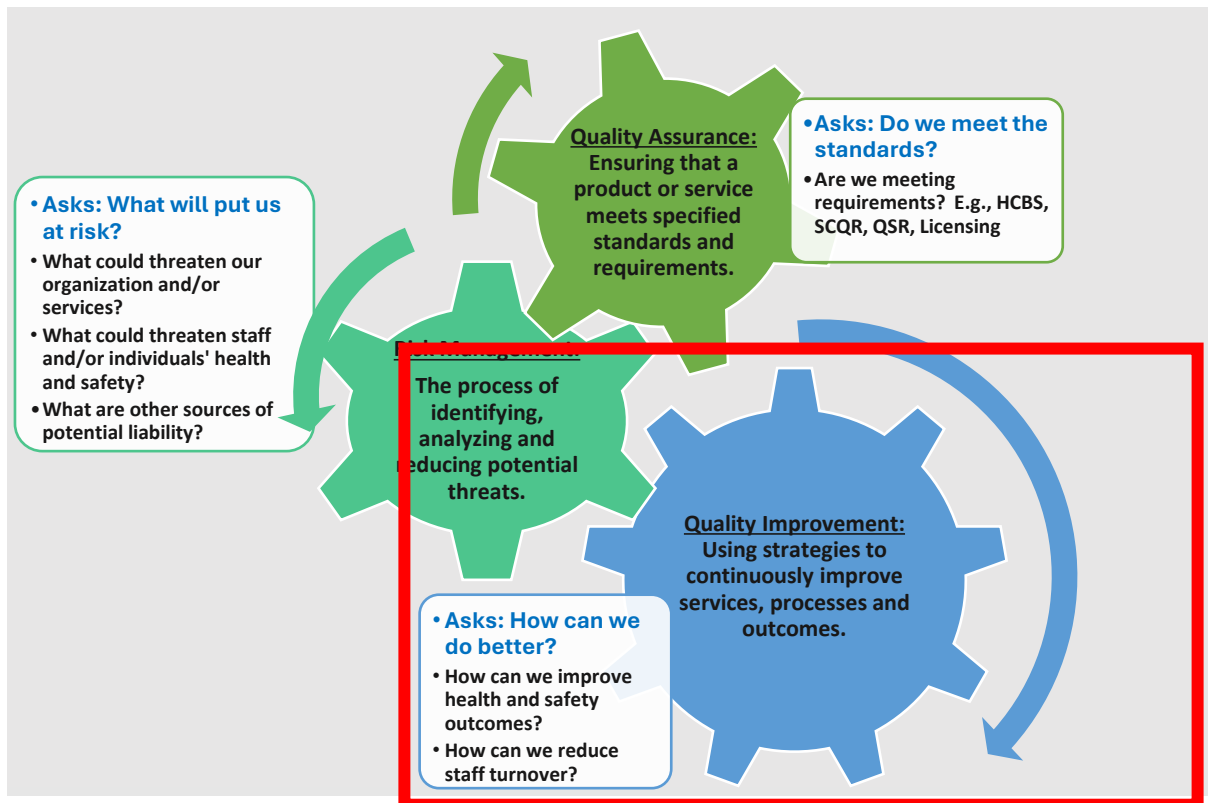 Quality Assurance:
Ensuring that a
product or service
meets specified
standards and
requirements.
•Asks: Do we meet the
standards?
•Are we meeting
requirements? E.g., HCBS,
SCQR, QSR, Licensing
• Asks: What will put us
at risk?
• What could threaten our
organization and/or
services?
• What could threaten staff
and/or individuals' health
and safety?
•What are other sources of
potential liability?
Risk Management:
The process of
identifying,
analyzing and
reducing potential
threats.
Quality Improvement:
Using strategies to
continuously improve
services, processes and
outcomes.
• Asks: How can we
do better?
• How can we improve
health and safety
outcomes?
• How can we reduce
staff turnover?